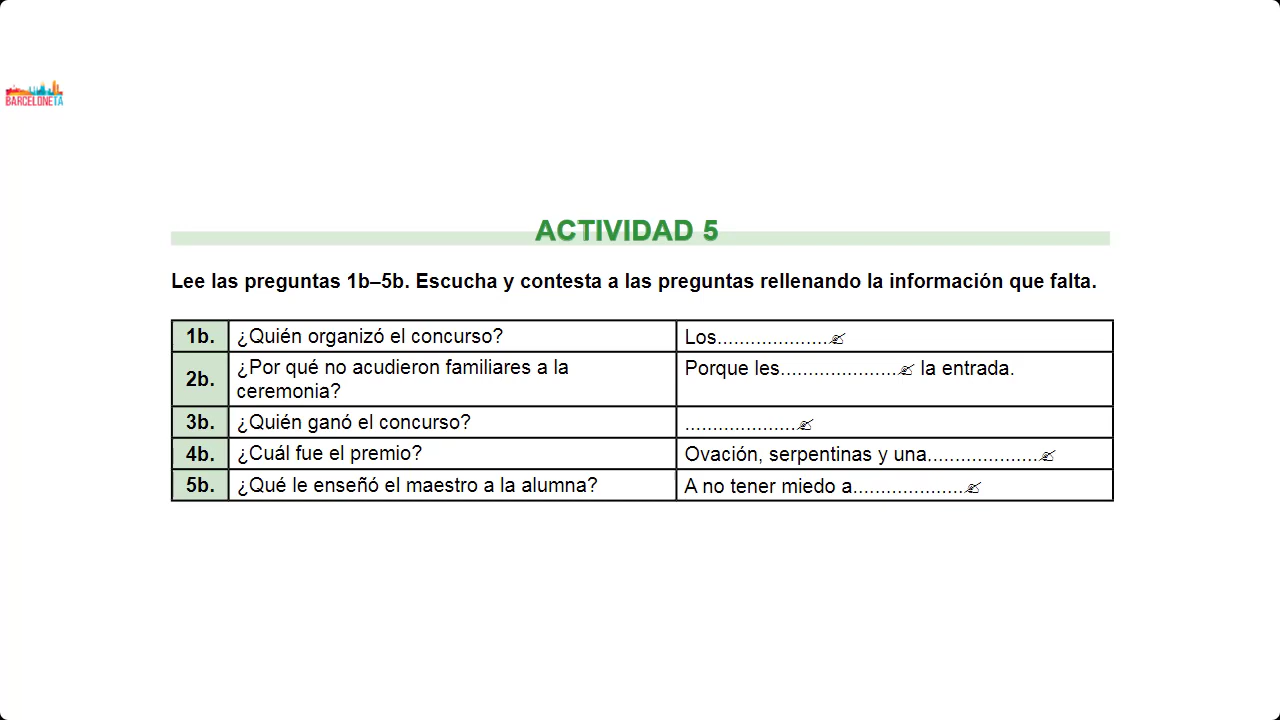 BARCELONETA
ACTIVIDAD 5
Lee las preguntas 1b–5b. Escucha y contesta a las preguntas rellenando la información que falta.
1b. ¿Quién organizó el concurso? Los....................✍
2b. ¿Por qué no acudieron familiares a la ceremonia? Porque les.....................✍ la entrada.
3b. ¿Quién ganó el concurso? ....................✍
4b. ¿Cuál fue el premio? Ovación, serpentinas y una....................✍
5b. ¿Qué le enseñó el maestro a la alumna? A no tener miedo a....................✍